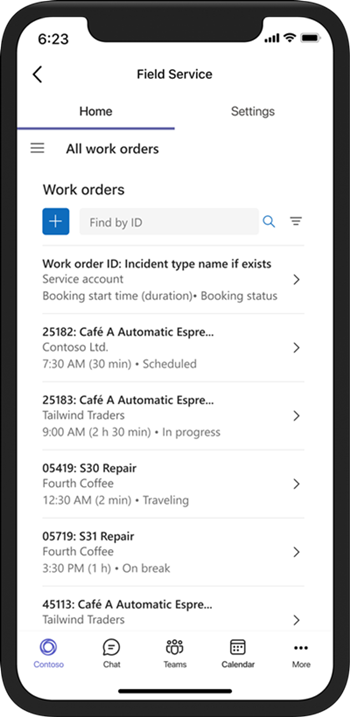 6:23
Field Service
Home Settings
All work orders
Work orders
Find by ID
Work order ID: Incident type name if exists
Service account
Booking start time (duration)• Booking status
25182: Café A Automatic Espre...
Contoso Ltd.
7:30 AM (30 min) • Scheduled
25183: Café A Automatic Espre...
Tailwind Traders
9:00 AM (2 h 30 min) • In progress
05419: S30 Repair
Fourth Coffee
12:30 AM (2 min) • Traveling
05719: S31 Repair
Fourth Coffee
3:30 PM (1 h) • On break
45113: Café A Automatic Espre...
Tailwind Traders
Contoso Chat Teams Calendar More